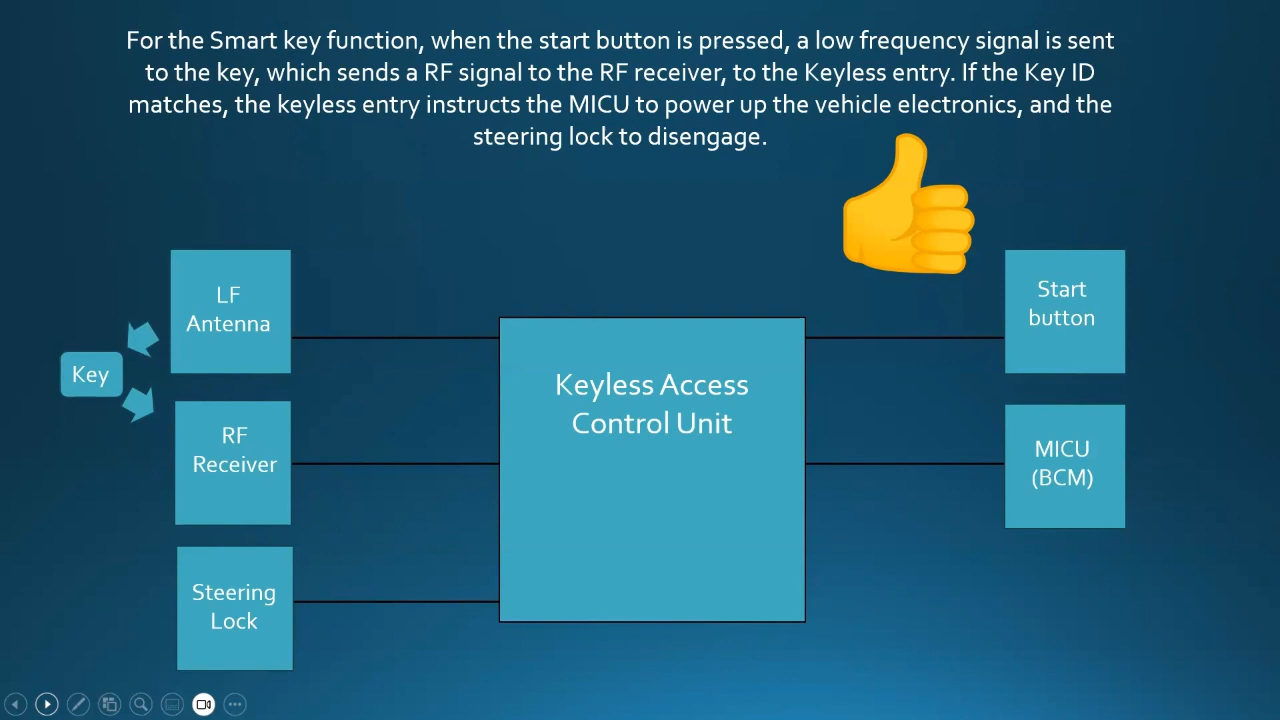 For the Smart key function, when the start button is pressed, a low frequency signal is sent
to the key, which sends a RF signal to the RF receiver, to the Keyless entry. If the Key ID
matches, the keyless entry instructs the MICU to power up the vehicle electronics, and the
steering lock to disengage.
LF
Antenna
Start
button
Key
Keyless Access
Control Unit
RF
Receiver
MICU
(BCM)
Steering
Lock